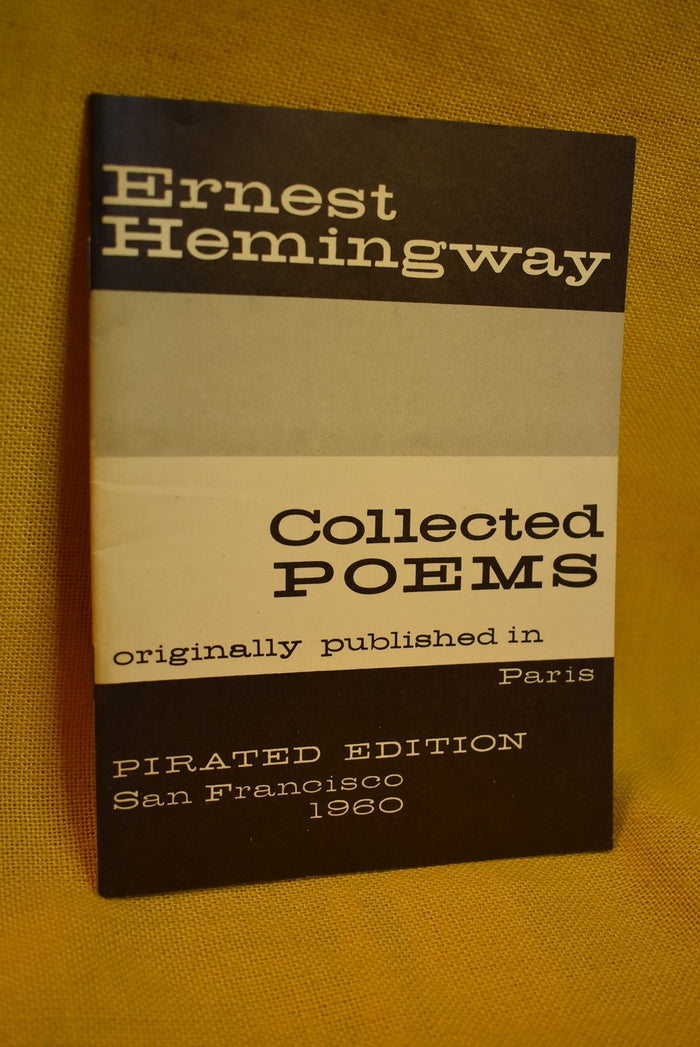 Ernest
Hemingway
Collected
POEMS
originally published in
Paris
PIRATED EDITION
San Francisco
1960